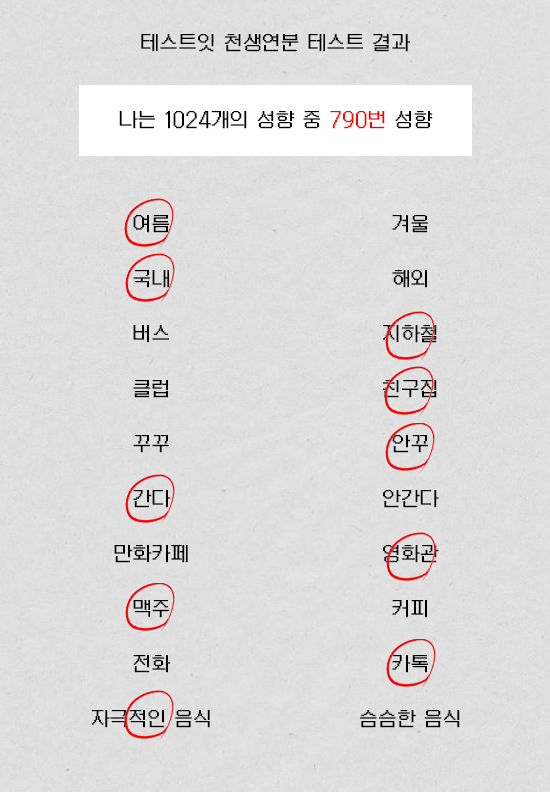 테스트잇 천생연분 테스트 결과
나는 1024개의 성향 중 790번 성향
여름 겨울
국내 해외
버스 지하철
클럽 친구집
꾸꾸 안꾸
간다 안간다
만화카페 영화관
맥주 커피
전화 카톡
자극적인 음식 슴슴한 음식